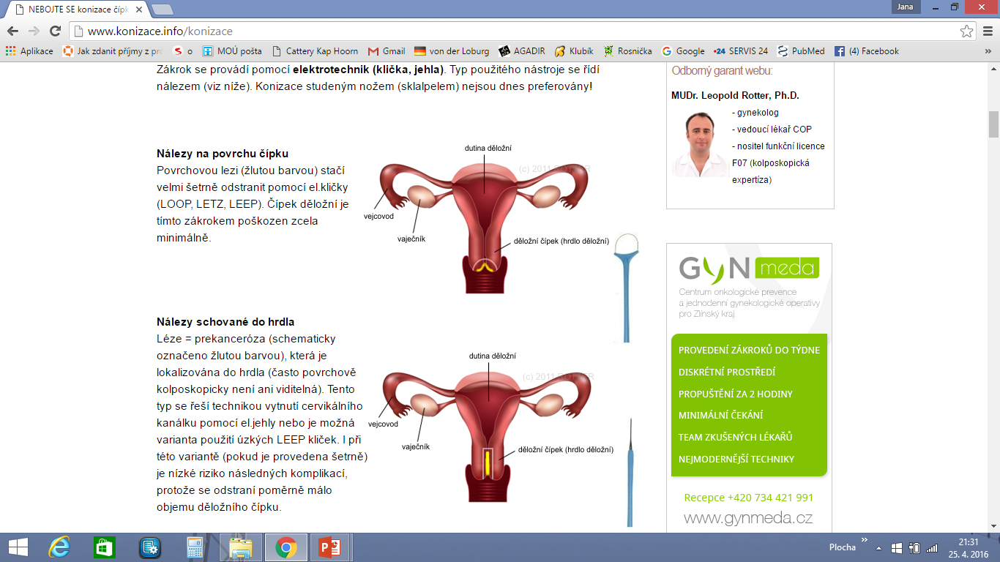 NEBOJTE SE konizace čípk
Jana
www.konizace.info/konizace
Aplikace
Jak zdanit příjmy z pro
o
MOÚ pošta
Cattery Kap Hoorn
Gmail
von der Loburg
AGADIR
Klubík
Rosnička
Google
24 SERVIS 24
PubMed
(4) Facebook
»
Zákrok se provádí pomocí elektrotechnik (klička, jehla). Typ použitého nástroje se řídí
nálezem (viz níže). Konizace studeným nožem (sklalpelem) nejsou dnes preferovány!
Nálezy na povrchu čípku
Povrchovou lezi (žlutou barvou) stačí
velmi šetrně odstranit pomocí el.kličky
(LOOP, LETZ, LEEP). Čípek děložní je
tímto zákrokem poškozen zcela
minimálně.
dutina děložní
(c) 2011 ROTTER
vejcovod
vaječník
děložní čípek (hrdlo děložní)
Nálezy schované do hrdla
Léze = prekanceróza (schematicky
označeno žlutou barvou), která je
lokalizována do hrdla (často povrchově
kolposkopicky není ani viditelná). Tento
typ se řeší technikou vytnutí cervikálního
kanálku pomocí el.jehly nebo je možná
varianta použití úzkých LEEP kliček. I při
této variantě (pokud je provedena šetrně)
je nízké riziko následných komplikací,
protože se odstraní poměrně málo
objemu děložního čípku.
dutina děložní
(c) 2011 ROTTER
vejcovod
vaječník
děložní čípek (hrdlo děložní)
Odborný garant webu:
MUDr. Leopold Rotter, Ph.D.
- gynekolog
- vedoucí lékař COP
- nositel funkční licence
F07 (kolposkopická
expertíza)
GYN meda
Centrum onkologické prevence
a jednodenní gynekologické operativy
pro Zlínský kraj
PROVEDENÍ ZÁKROKŮ DO TÝDNE
DISKRÉTNÍ PROSTŘEDÍ
PROPUŠTĚNÍ ZA 2 HODINY
MINIMÁLNÍ ČEKÁNÍ
TEAM ZKUŠENÝCH LÉKAŘŮ
NEJMODERNĚJŠÍ TECHNIKY
Recepce +420 734 421 991
www.gynmeda.cz
Plocha
»
21:31
25. 4. 2016